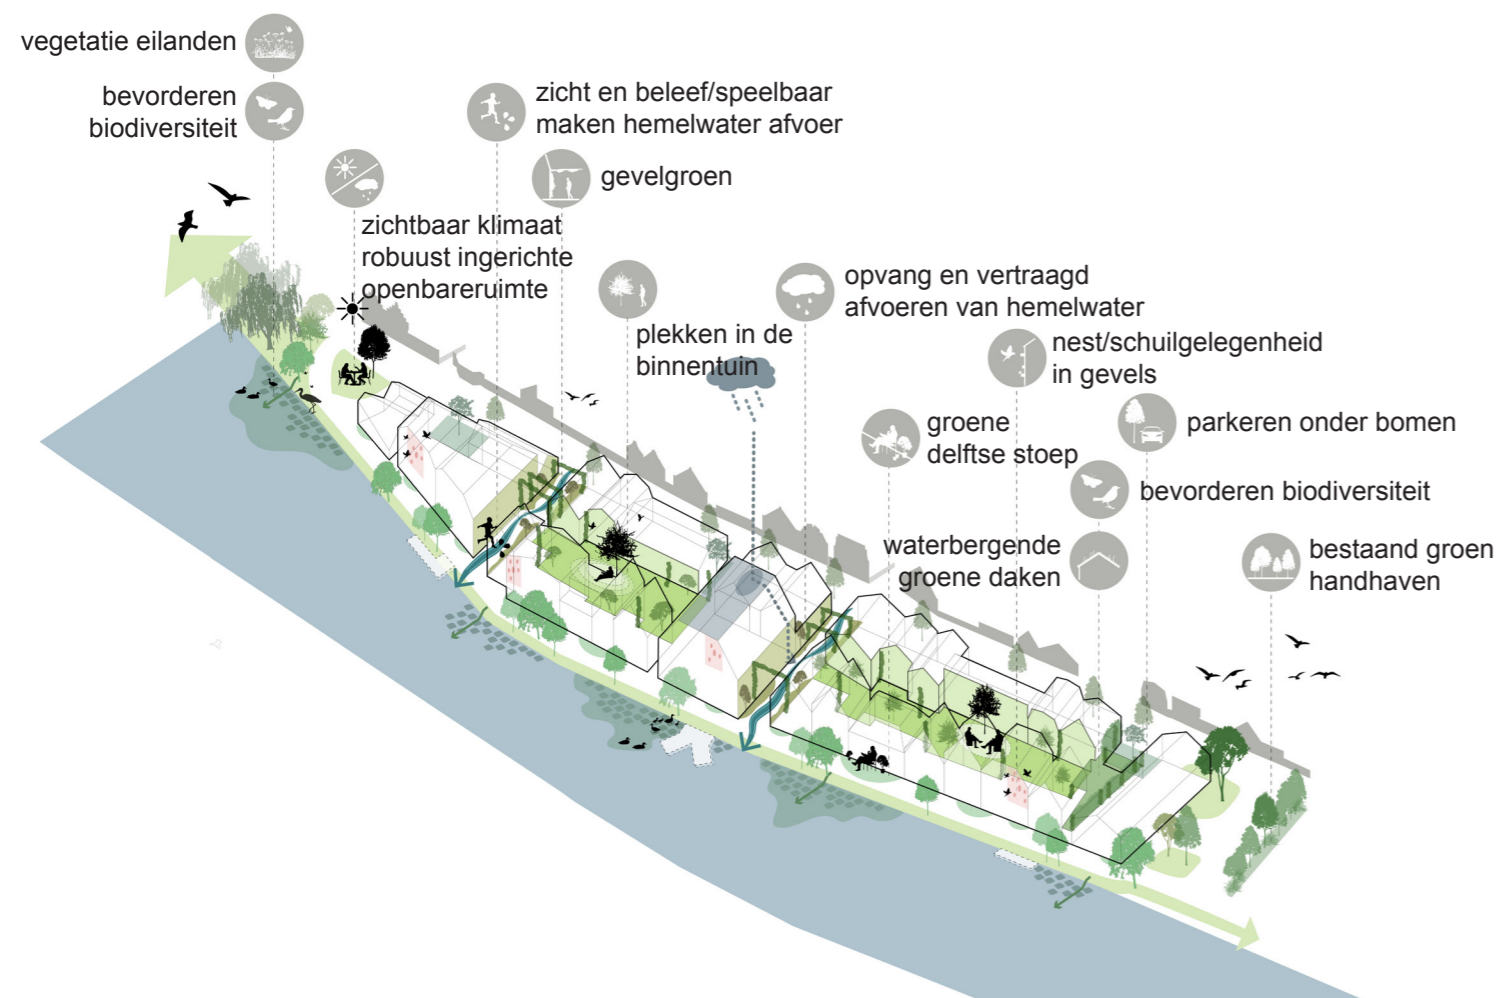 vegetatie eilanden
bevorderen
biodiversiteit
zicht en beleef/speelbaar
maken hemelwater afvoer
gevelgroen
zichtbaar klimaat
robuust ingerichte
openbareruimte
plekken in de
binnentuin
opvang en vertraagd
afvoeren van hemelwater
nest/schuilgelegenheid
in gevels
groene
delftse stoep
parkeren onder bomen
bevorderen biodiversiteit
waterbergende
groene daken
bestaand groen
handhaven